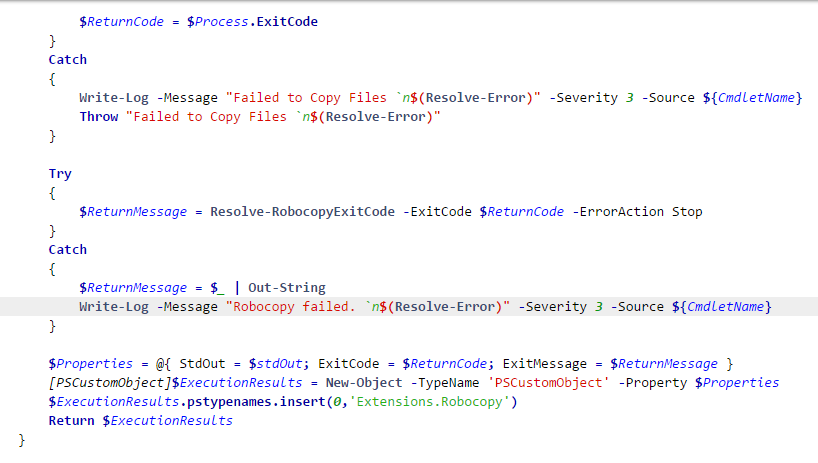 $ReturnCode = $Process.ExitCode
}
Catch
{
Write-Log -Message "Failed to Copy Files `n$(Resolve-Error)" -Severity 3 -Source ${CmdletName}
Throw "Failed to Copy Files `n$(Resolve-Error)"
}
Try
{
$ReturnMessage = Resolve-RobocopyExitCode -ExitCode $ReturnCode -ErrorAction Stop
}
Catch
{
$ReturnMessage = $_ | Out-String
Write-Log -Message "Robocopy failed. `n$(Resolve-Error)" -Severity 3 -Source ${CmdletName}
}
$Properties = @{ StdOut = $stdOut; ExitCode = $ReturnCode; ExitMessage = $ReturnMessage }
[PSCustomObject]$ExecutionResults = New-Object -TypeName 'PSCustomObject' -Property $Properties
$ExecutionResults.pstypenames.insert(0,'Extensions.Robocopy')
Return $ExecutionResults
}